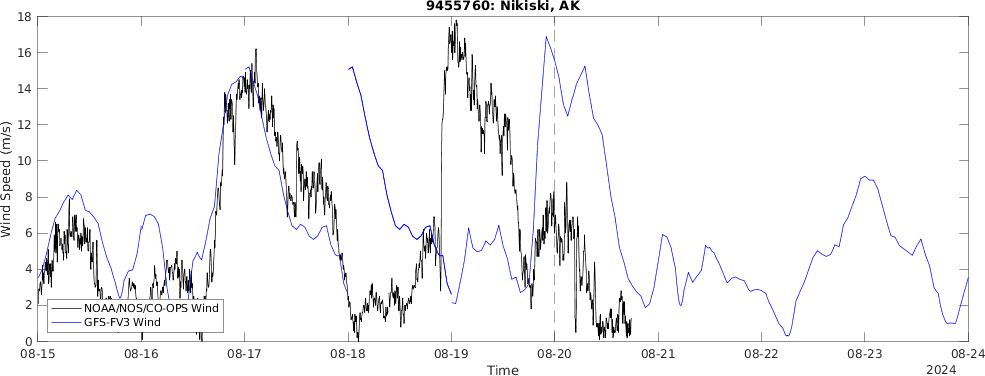 9455760: Nikiski, AK
18
16
14
12
10
8
6
4
2
0
Wind Speed (m/s)
NOAA/NOS/CO-OPS Wind
GFS-FV3 Wind
08-15 08-16 08-17 08-18 08-19 08-20 08-21 08-22 08-23 08-24
Time
2024